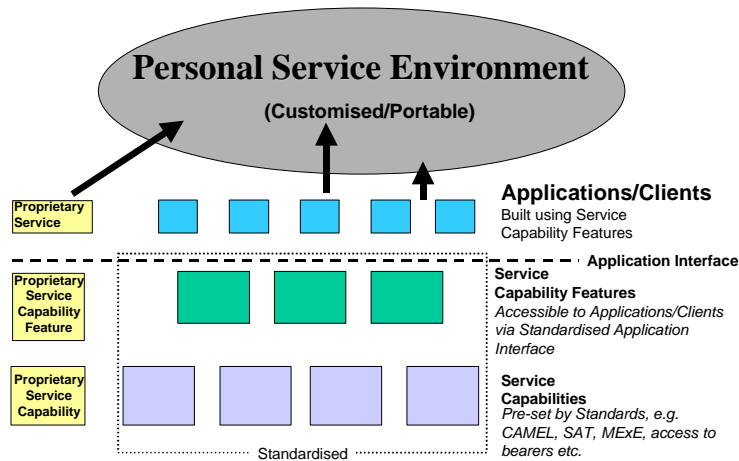 Personal Service Environment
(Customised/Portable)
Proprietary
Service
Applications/Clients
Built using Service
Capability Features
Application Interface
Proprietary
Service
Capability
Feature
Service
Capability Features
Accessible to Applications/Clients
via Standardised Application
Interface
Proprietary
Service
Capability
Service
Capabilities
Pre-set by Standards, e.g.
CAMEL, SAT, MExE, access to
bearers etc.
Standardised